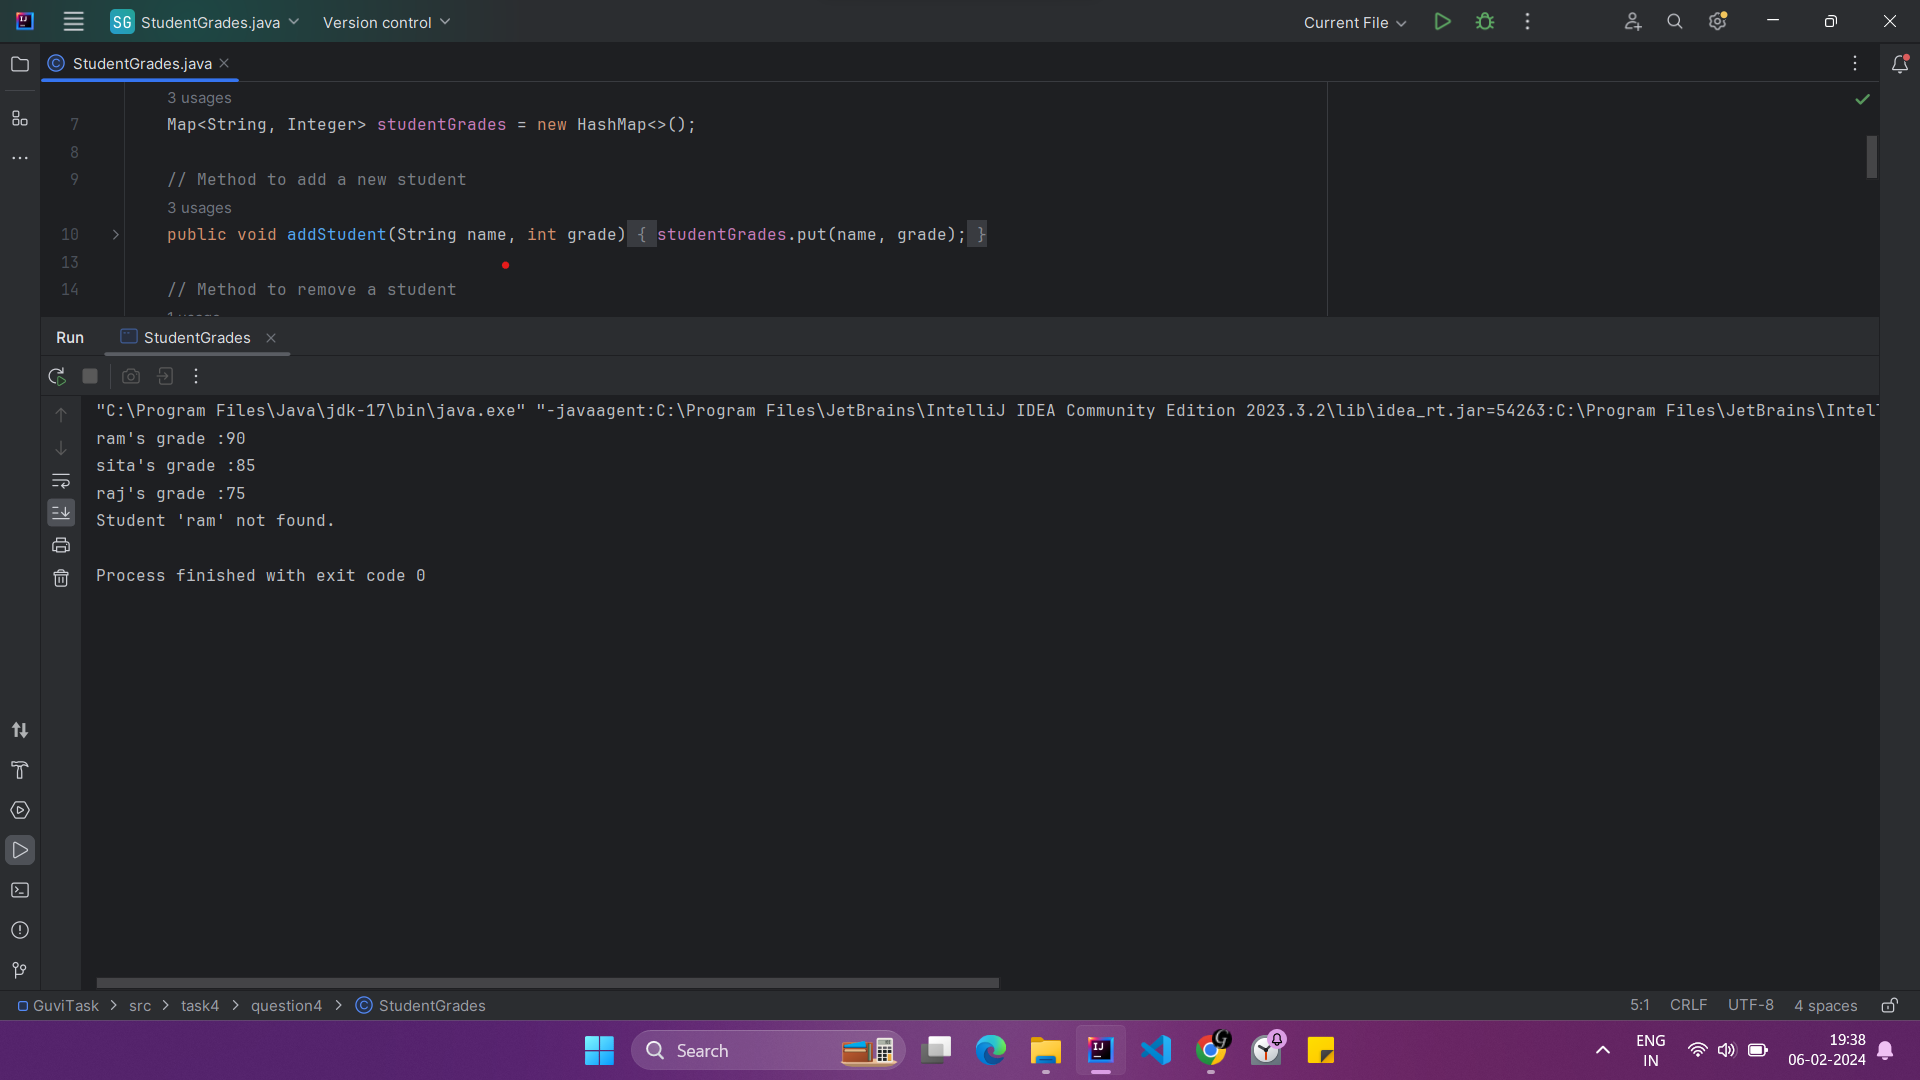 SG StudentGrades.java Version control Current File
StudentGrades.java
3 usages
7 Map<String, Integer> studentGrades = new HashMap<>();
8
9 // Method to add a new student
3 usages
10 public void addStudent(String name, int grade) { studentGrades.put(name, grade); }
13
14 // Method to remove a student
Run StudentGrades
"C:\Program Files\Java\jdk-17\bin\java.exe" "-javaagent:C:\Program Files\JetBrains\IntelliJ IDEA Community Edition 2023.3.2\lib\idea_rt.jar=54263:C:\Program Files\JetBrains\Intel
ram's grade :90
sita's grade :85
raj's grade :75
Student 'ram' not found.
Process finished with exit code 0
GuviTask > src > task4 > question4 > StudentGrades 5:1 CRLF UTF-8 4 spaces
Search
ENG
IN
19:38
06-02-2024